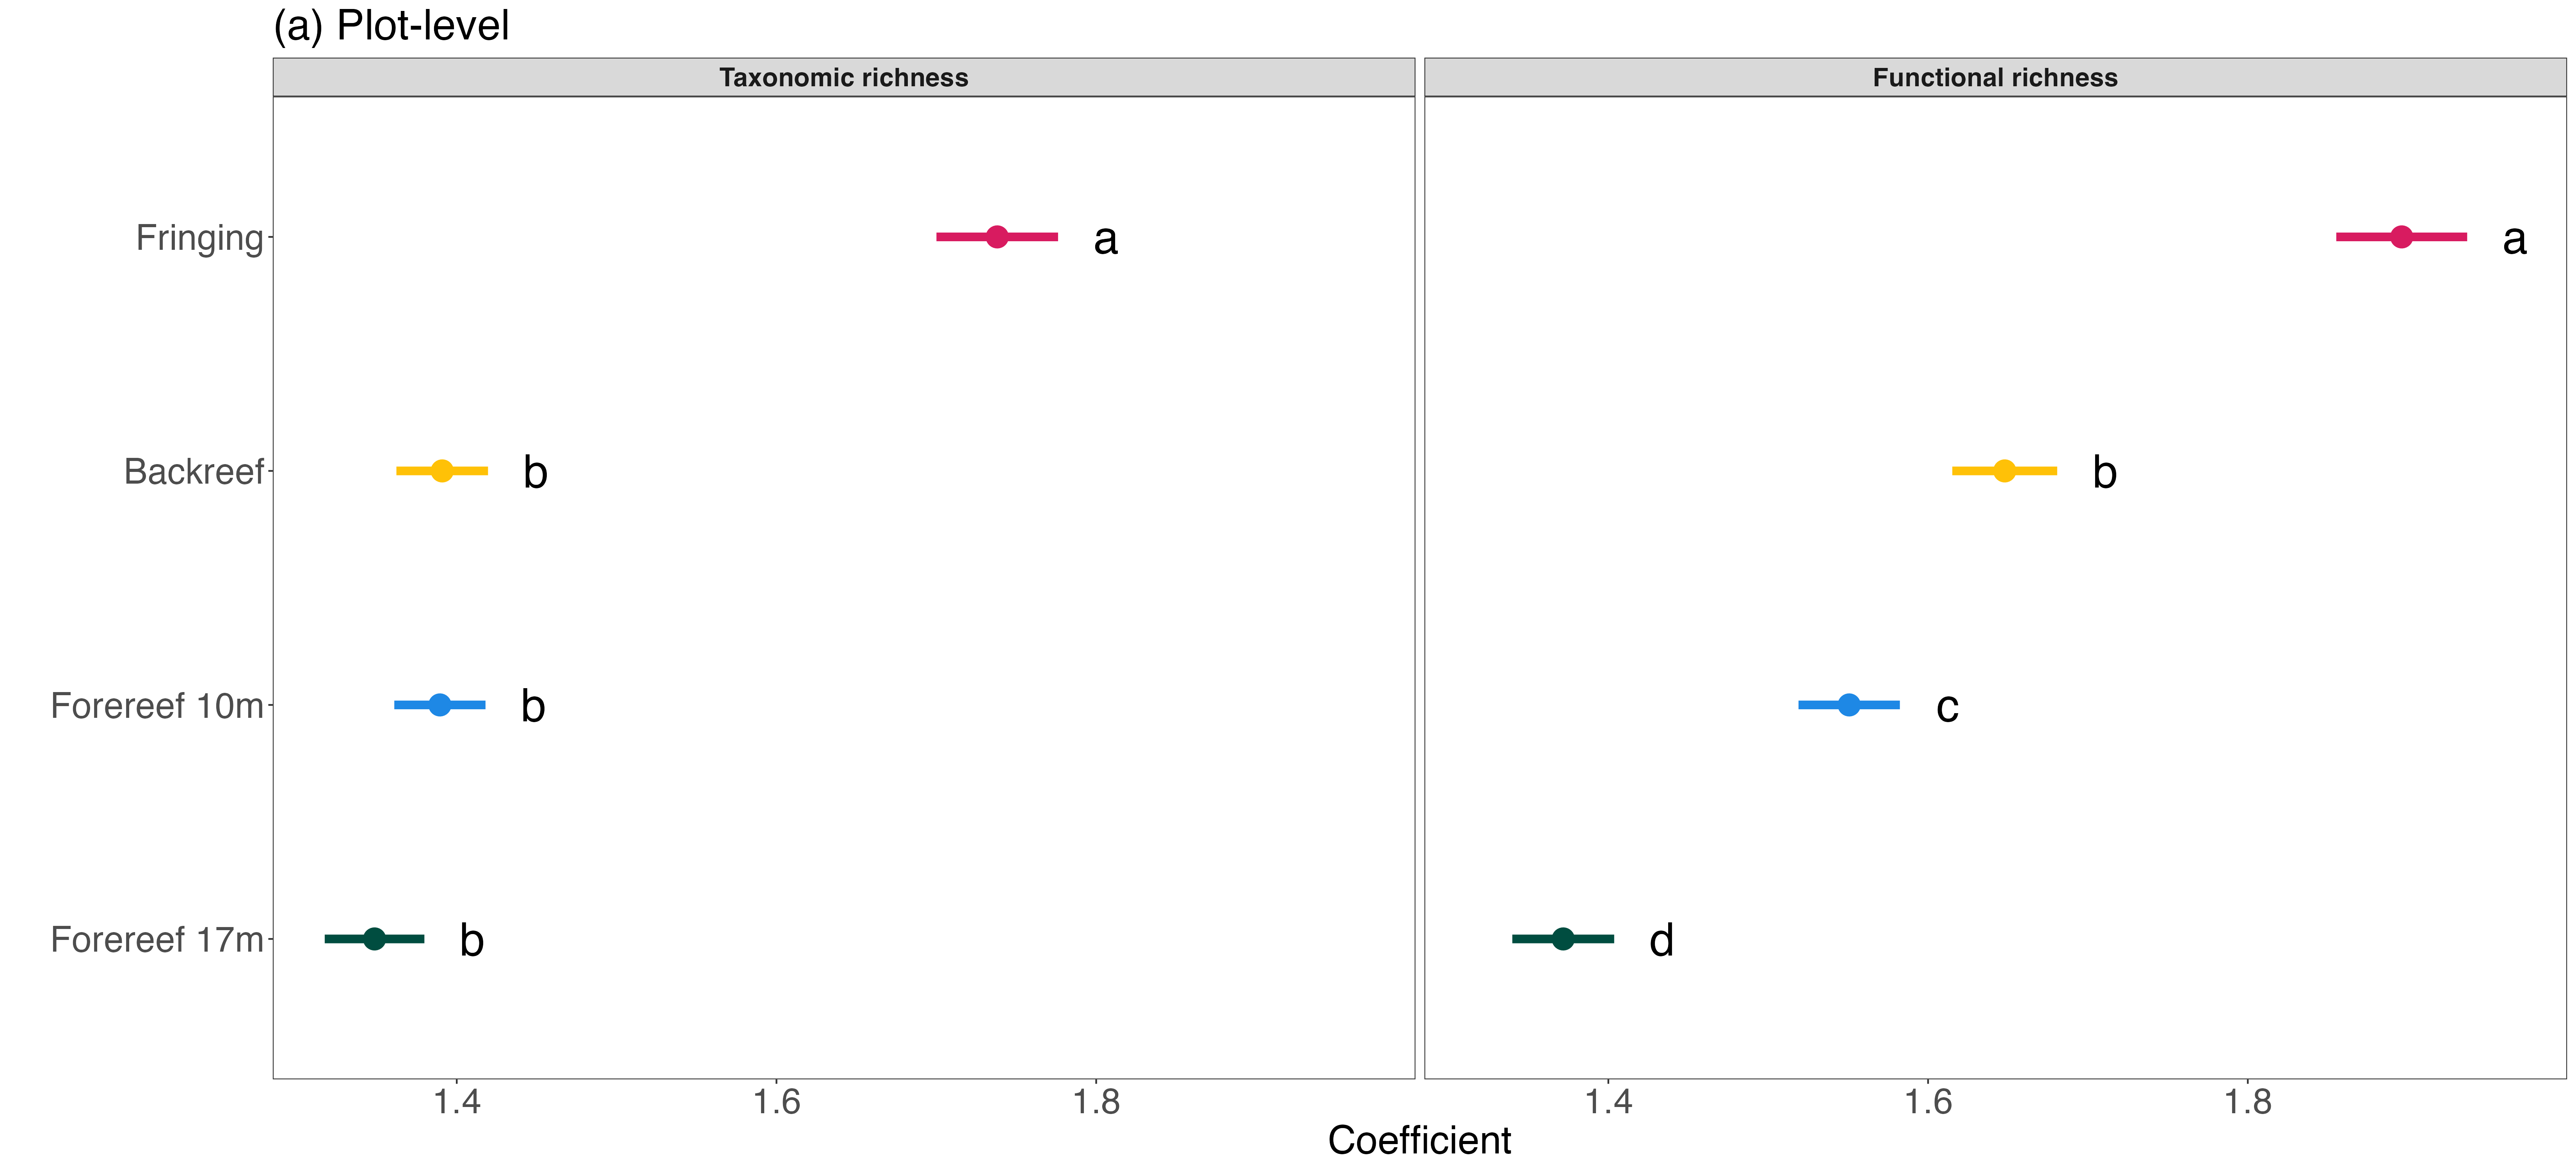 (a) Plot-level
Taxonomic richness
Functional richness
Fringing
a
a
Backreef
b
b
Forereef 10m
b
c
Forereef 17m
b
d
1.4 1.6 1.8
1.4 1.6 1.8
Coefficient